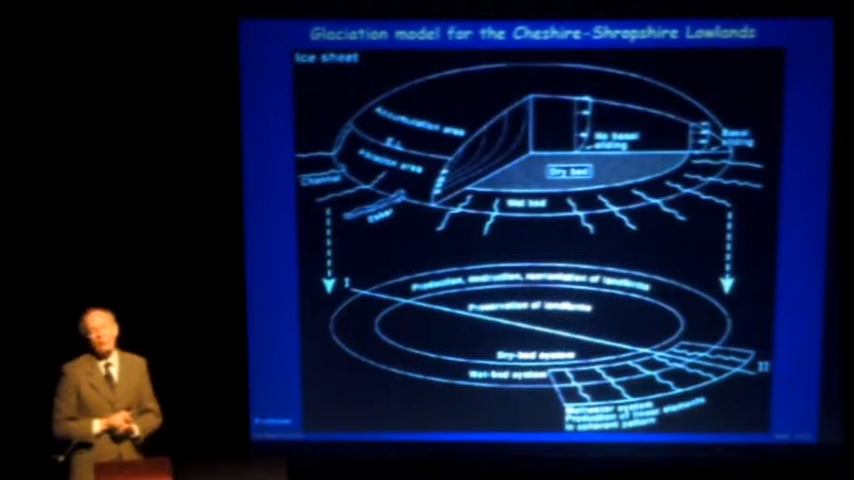 Glaciation model for the Cheshire-Shropshire Lowlands
Ice sheet
Accumulation area
E.L.
Ablation area
No basal
sliding
Basal
sliding
Dry bed
Channel
Esker
Wet bed
I
Production, destruction, reorientation of landforms
Preservation of landforms
Dry-bed system
Wet-bed system
II
Meltwater system
Production of linear elements
in coherent pattern